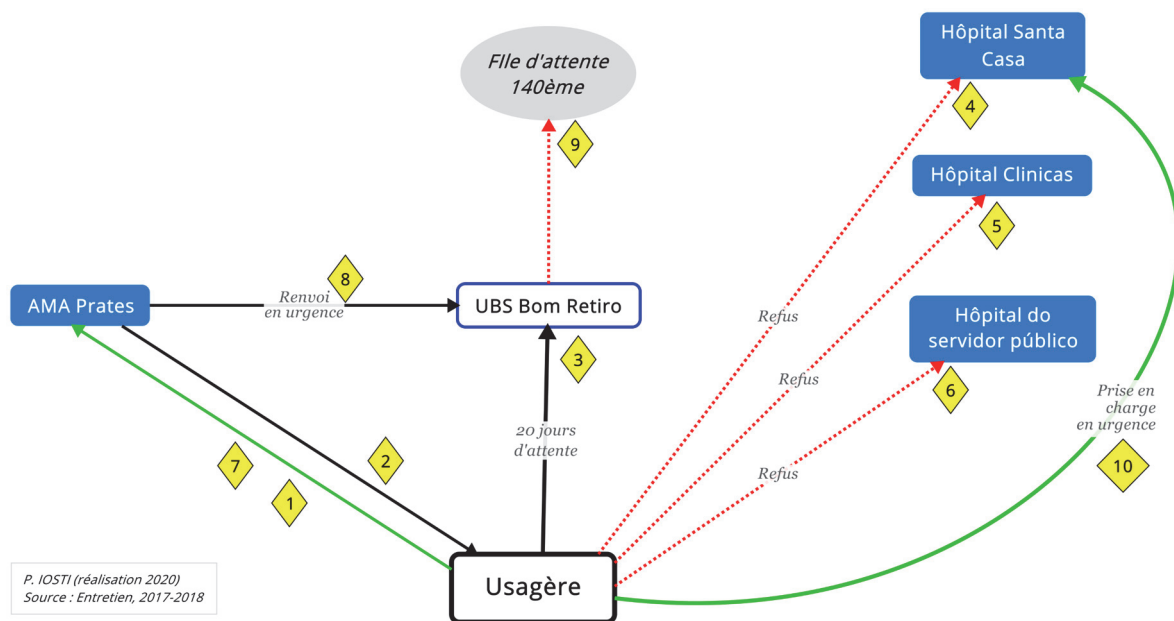 Hôpital Santa
Casa
FIle d'attente
140ème
4
9
Hôpital Clinicas
5
8
AMA Prates
Renvoi
en urgence
UBS Bom Retiro
Hôpital do
servidor público
Refus
3
Refus
6
Prise en
charge
en urgence
20 jours
d'attente
7
2
Refus
10
1
Usagère
P. IOSTI (réalisation 2020)
Source : Entretien, 2017-2018